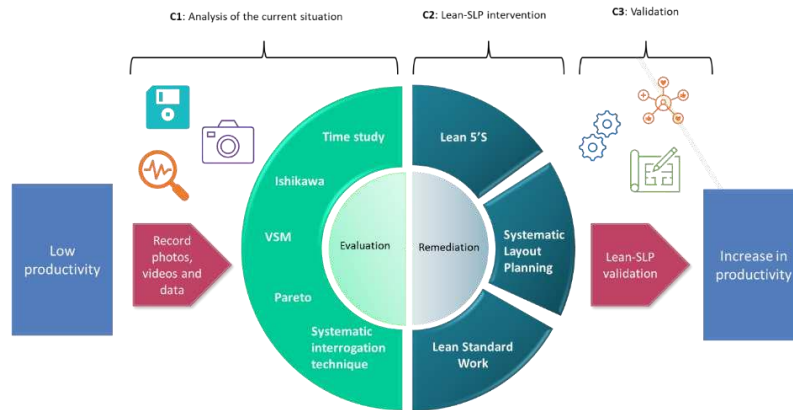 C1: Analysis of the current situation
C2: Lean-SLP intervention
C3: Validation
Low
productivity
Record
photos,
videos and
data
Time study
Ishikawa
VSM
Pareto
Systematic
interrogation
technique
Evaluation
Remediation
Lean 5'S
Systematic
Layout
Planning
Lean Standard
Work
Lean-SLP
validation
Increase in
productivity